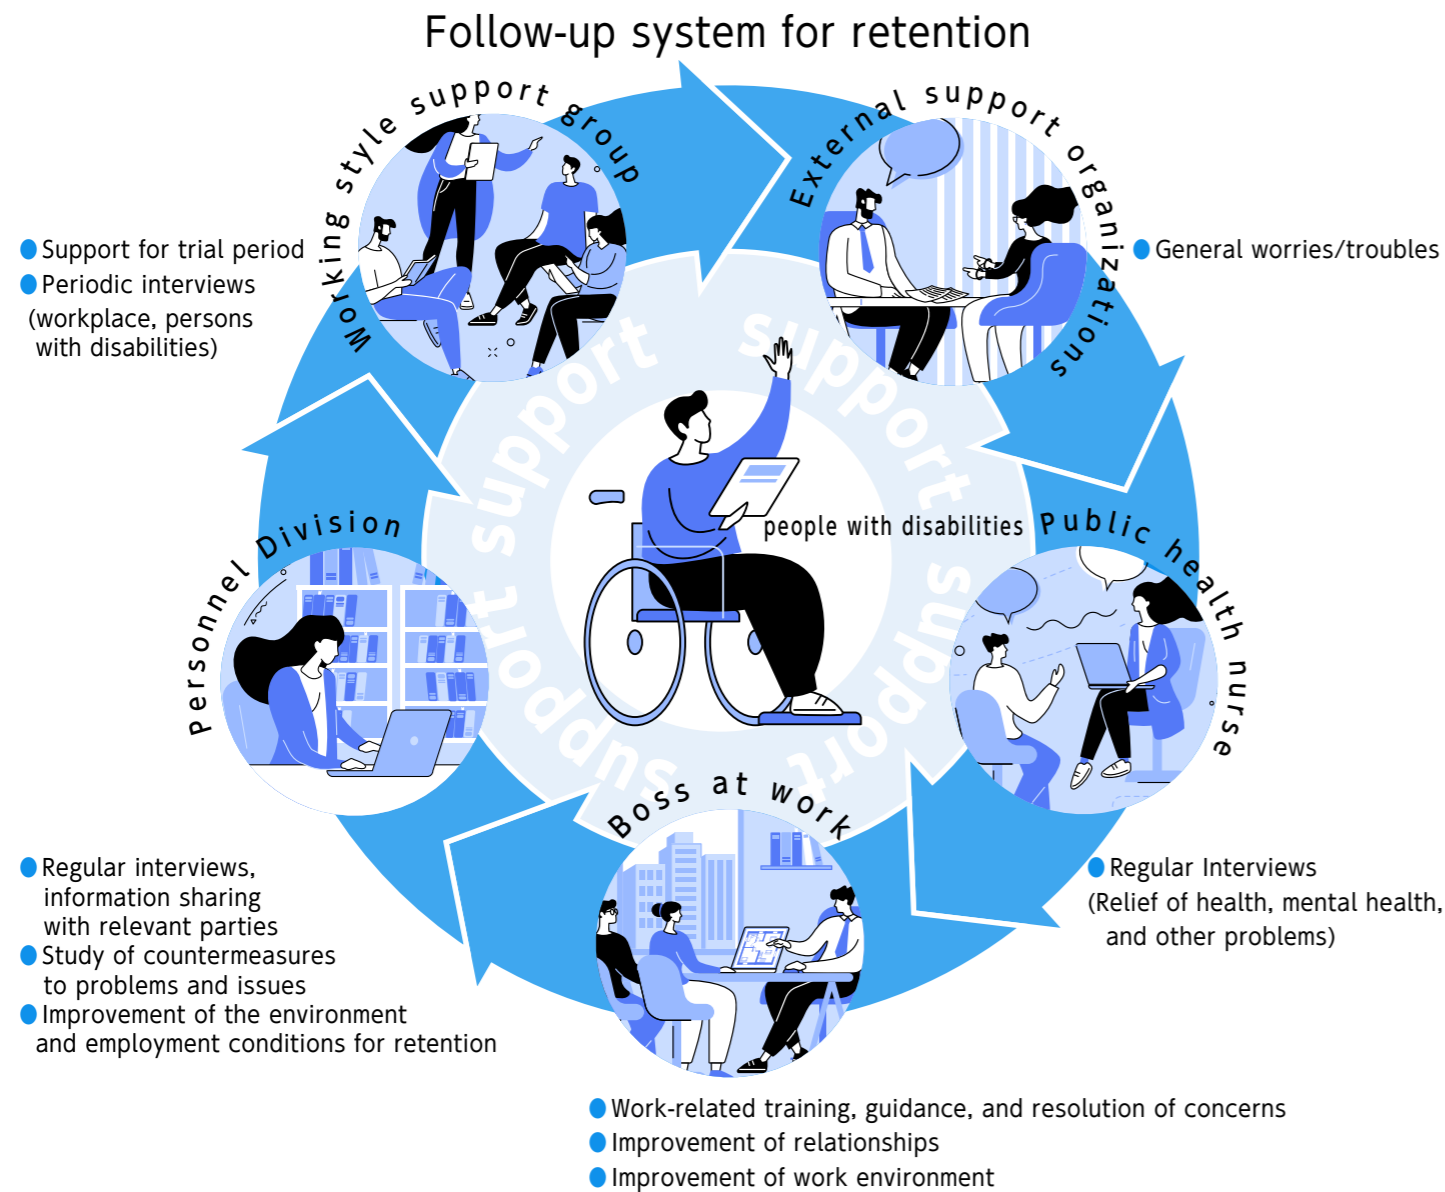 Follow-up system for retention
Working style support group
● Support for trial period
● Periodic interviews
(workplace, persons
with disabilities)
External support organizations
● General worries/troubles
support
support
support
support
support
people with disabilities
Public health nurse
● Regular Interviews
(Relief of health, mental health,
and other problems)
Personnel Division
● Regular interviews,
information sharing
with relevant parties
● Study of countermeasures
to problems and issues
● Improvement of the environment
and employment conditions for retention
Boss at work
● Work-related training, guidance, and resolution of concerns
● Improvement of relationships
● Improvement of work environment